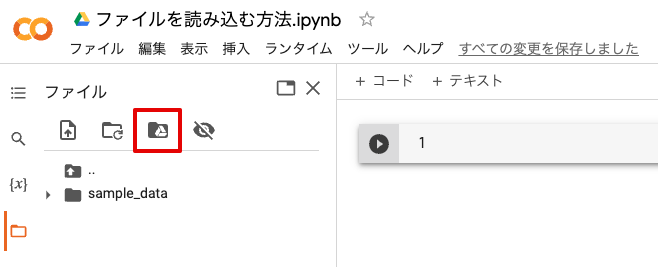 ファイルを読み込む方法.ipynb
ファイル 編集 表示 挿入 ランタイム ツール ヘルプ すべての変更を保存しました
ファイル
+ コード + テキスト
..
1
{x}
sample_data